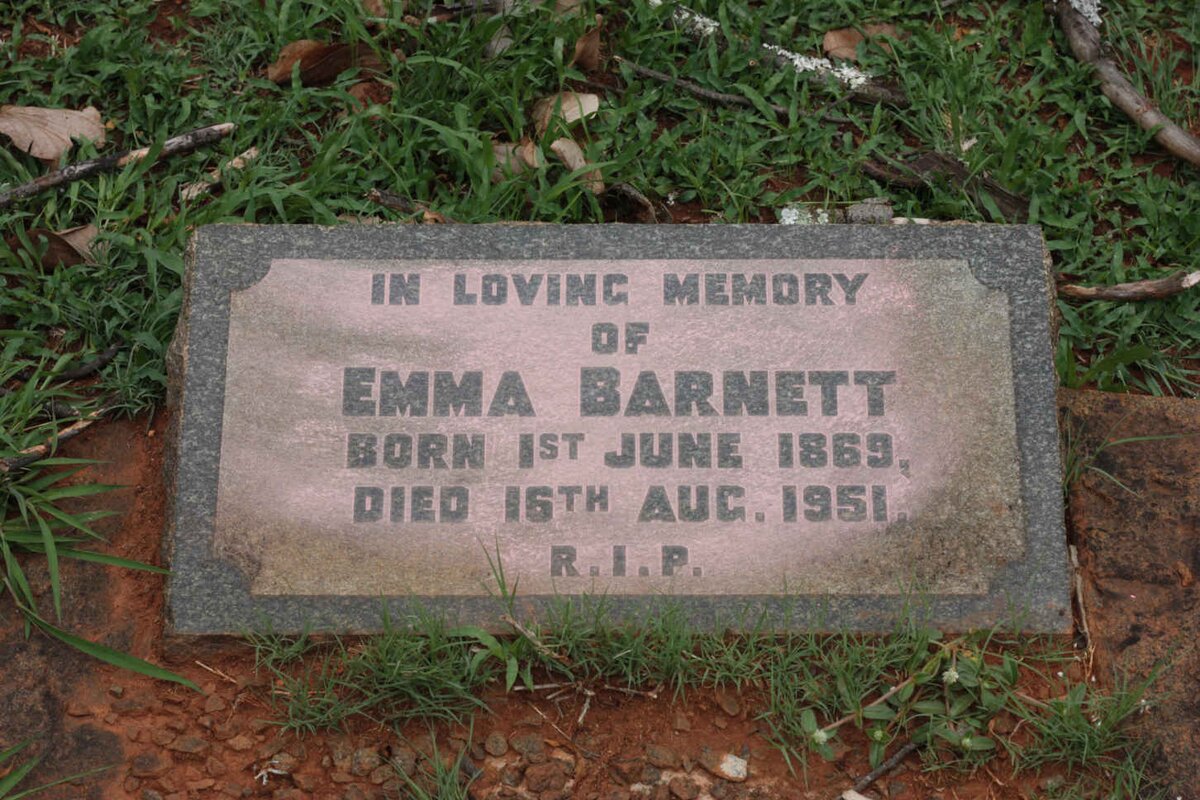 IN LOVING MEMORY
OF
EMMA BARNETT
BORN 1ST JUNE 1869,
DIED 16TH AUG. 1951.
R.I.P.